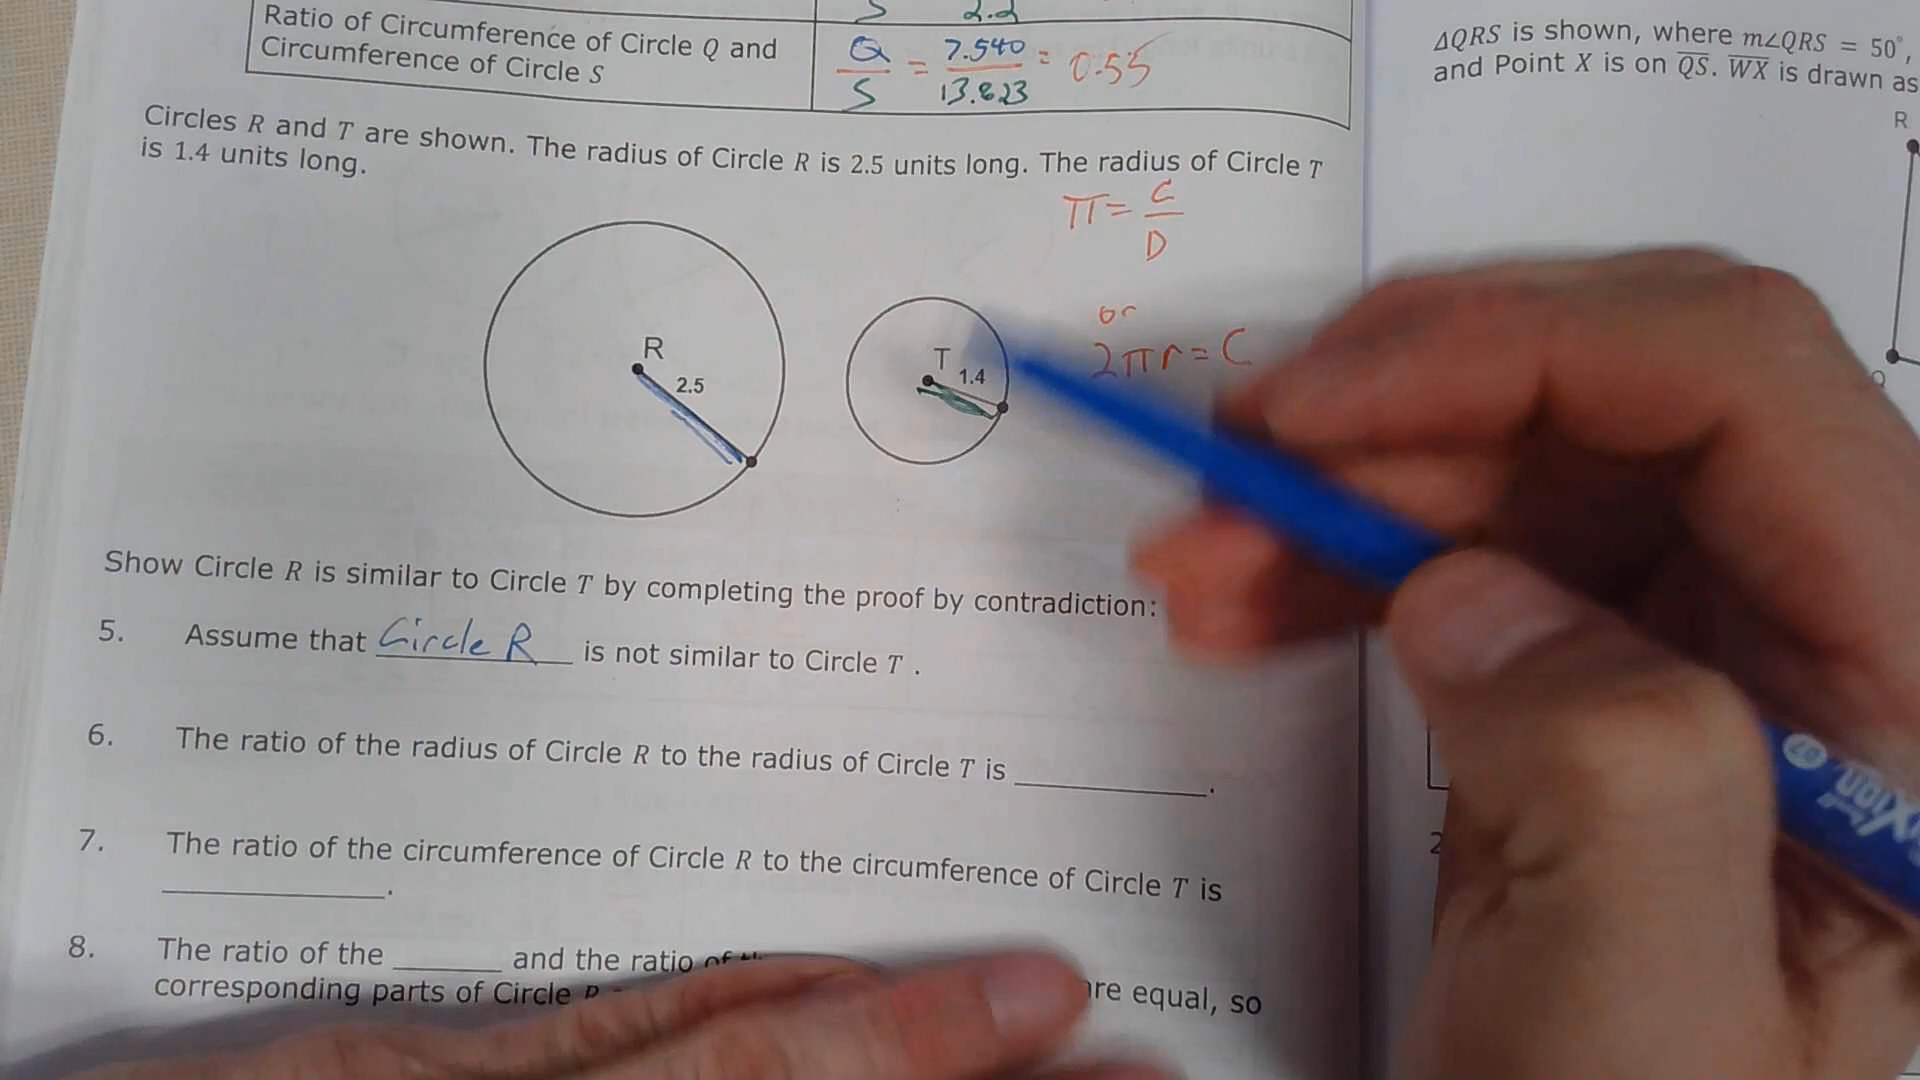 S 2.2
Ratio of Circumference of Circle Q and
Circumference of Circle S
Q/S = 7.540/13.823 = 0.55
Circles R and T are shown. The radius of Circle R is 2.5 units long. The radius of Circle T
is 1.4 units long.
π = C/D
or
2πr = C
R
2.5
T
1.4
Show Circle R is similar to Circle T by completing the proof by contradiction:
5. Assume that Circle R is not similar to Circle T .
6. The ratio of the radius of Circle R to the radius of Circle T is ________.
7. The ratio of the circumference of Circle R to the circumference of Circle T is
________.
8. The ratio of the ______ and the ratio
corresponding parts of Circle are equal, so
ΔQRS is shown, where m∠QRS = 50°,
and Point X is on QS. WX is drawn as
R
Q
2
07